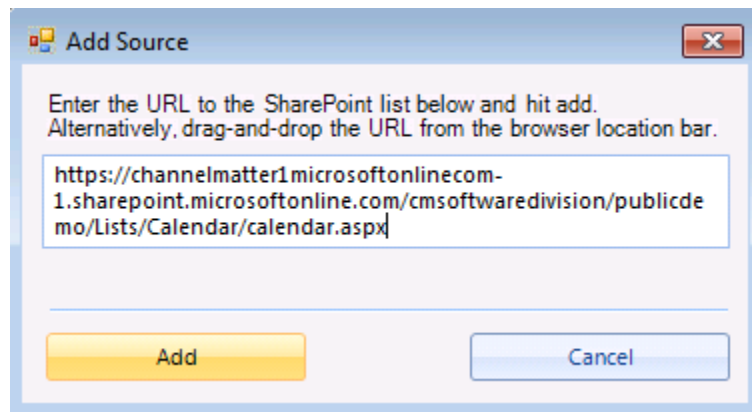 Add Source
Enter the URL to the SharePoint list below and hit add.
Alternatively, drag-and-drop the URL from the browser location bar.
https://channelmatter1microsoftonlinecom-
1.sharepoint.microsoftonline.com/cmsoftwaredivision/publicde
mo/Lists/Calendar/calendar.aspx
Add
Cancel